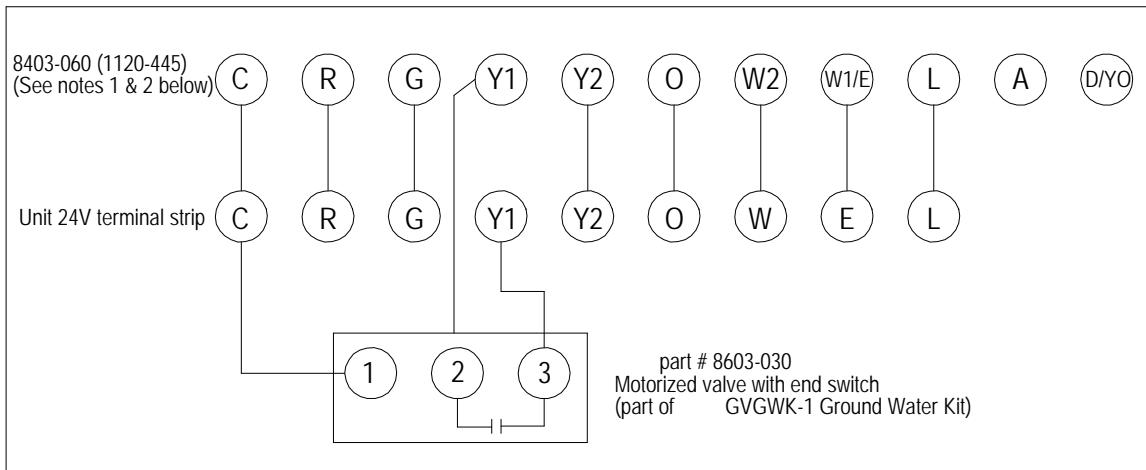 8403-060 (1120-445)
(See notes 1 & 2 below)
C R G Y1 Y2 O W2 W1/E L A D/YO
Unit 24V terminal strip
C R G Y1 Y2 O W E L
1 2 3
part # 8603-030
Motorized valve with end switch
(part of GVGWK-1 Ground Water Kit)